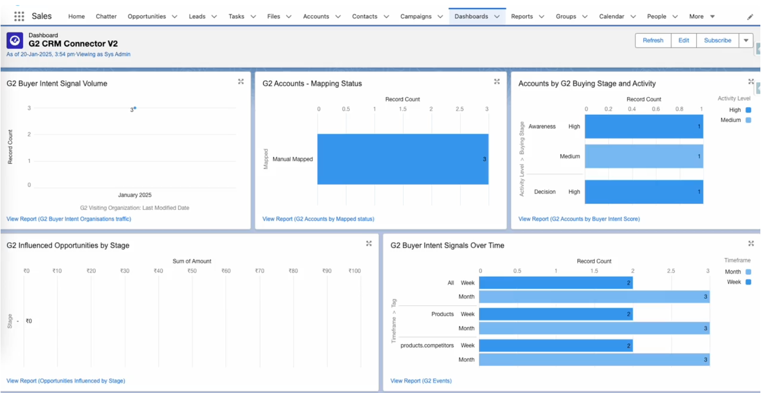 Sales Home Chatter Opportunities Leads Tasks Files Accounts Contacts Campaigns Dashboards Reports Groups Calendar People More
Dashboard
G2 CRM Connector V2
As of 20-Jan-2025, 3:54 pm Viewing as Sys Admin
Refresh Edit Subscribe
G2 Buyer Intent Signal Volume
3
2
1
0
Record Count
3
January 2025
G2 Visiting Organization: Last Modified Date
View Report (G2 Buyer Intent Organisations traffic)
G2 Accounts - Mapping Status
Record Count
0 0.5 1 1.5 2 2.5 3
Mapped
Manual Mapped 3
View Report (G2 Accounts by Mapped status)
Accounts by G2 Buying Stage and Activity
Record Count
0 0.2 0.4 0.6 0.8 1
Activity Level > Buying Stage
Awareness High 1
Medium 1
Decision High 1
Activity Level
High
Medium
View Report (G2 Accounts by Buyer Intent Score)
G2 Influenced Opportunities by Stage
Sum of Amount
₹0 ₹10 ₹20 ₹30 ₹40 ₹50 ₹60 ₹70 ₹80 ₹90 ₹100
Stage
- ₹0
View Report (Opportunities Influenced by Stage)
G2 Buyer Intent Signals Over Time
Record Count
0 0.5 1 1.5 2 2.5 3
Timeframe > Tag
All Week 2
Month 3
Products Week 2
Month 3
products.competitors Week 2
Month 3
Timeframe
Month
Week
View Report (G2 Events)